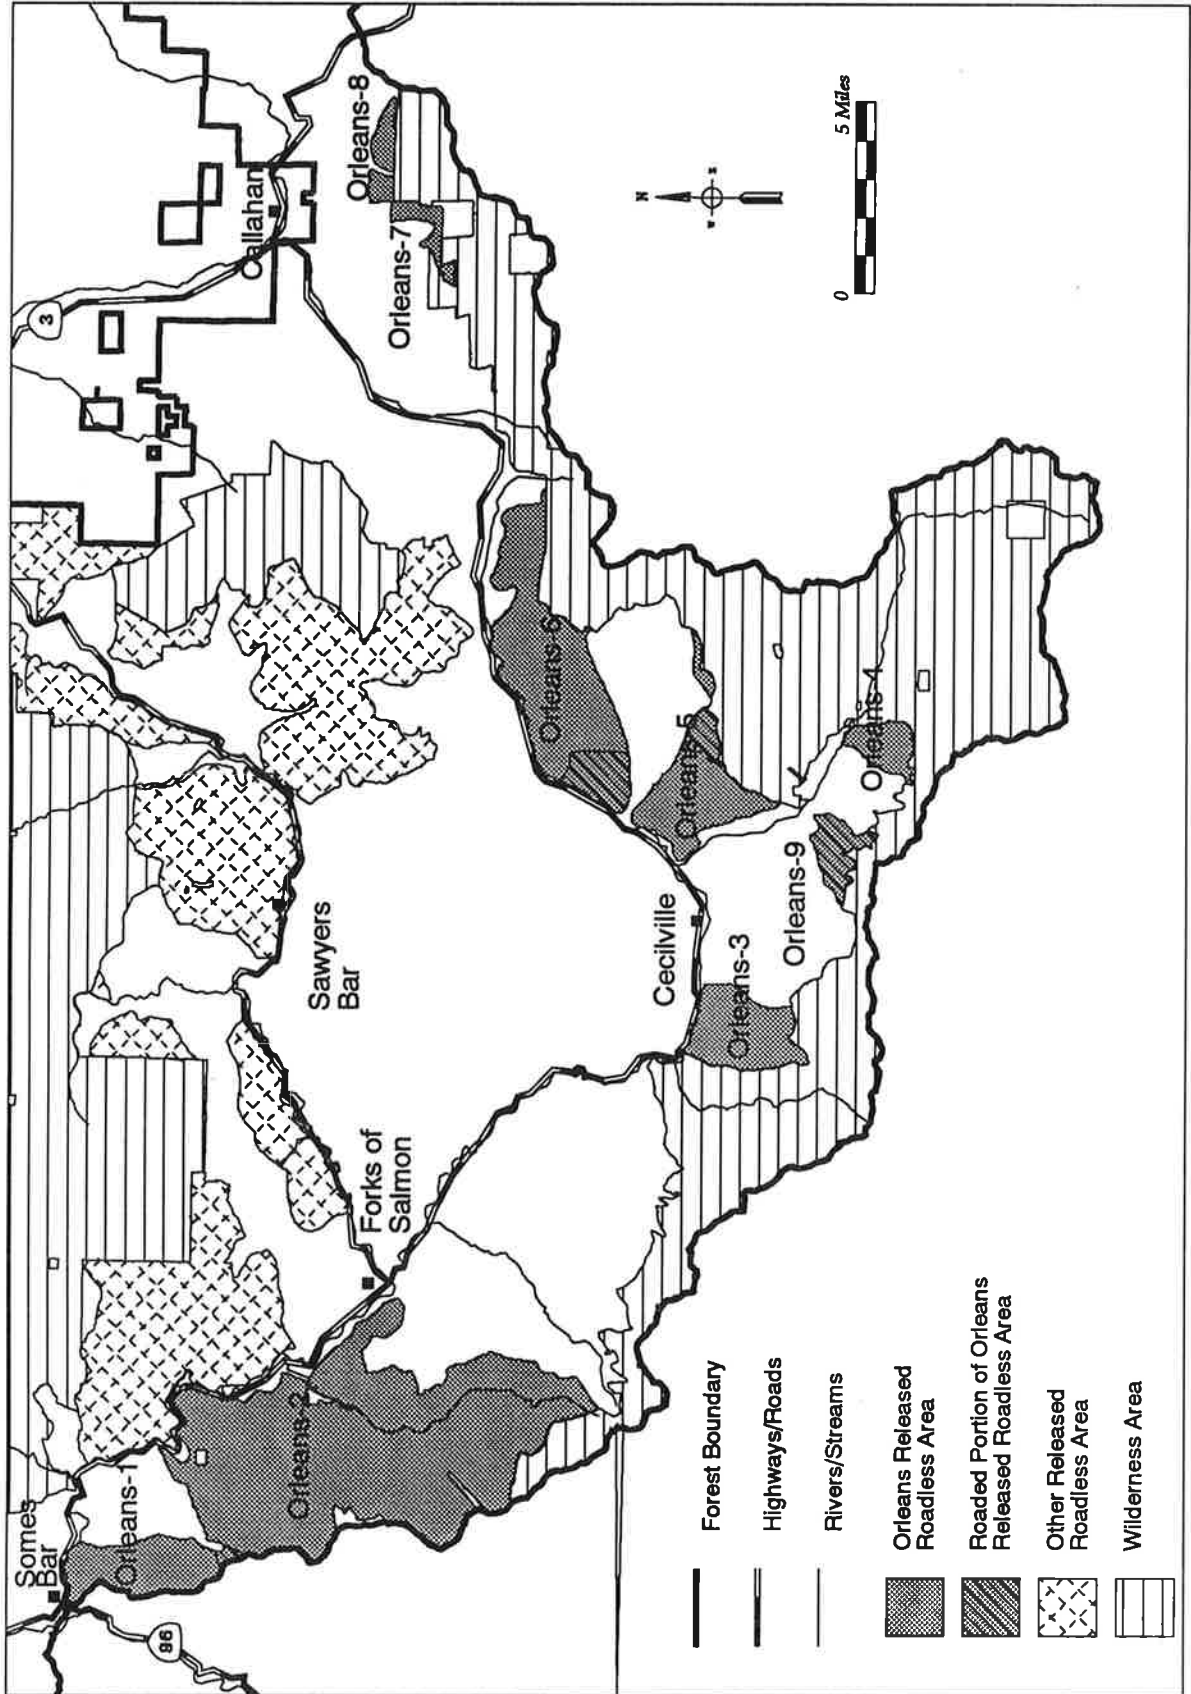 Somes
Bar
96
Orleans-1
3
Callahan
Orleans-2
Sawyers
Bar
Forks of
Salmon
Orleans-8
Orleans-7
Orleans-6
Cecilville
Orleans-5
Orleans-3
Orleans-9
Orleans-4
N
W
E
0
5 Miles
Forest Boundary
Highways/Roads
Rivers/Streams
Orleans Released
Roadless Area
Roaded Portion of Orleans
Released Roadless Area
Other Released
Roadless Area
Wilderness Area